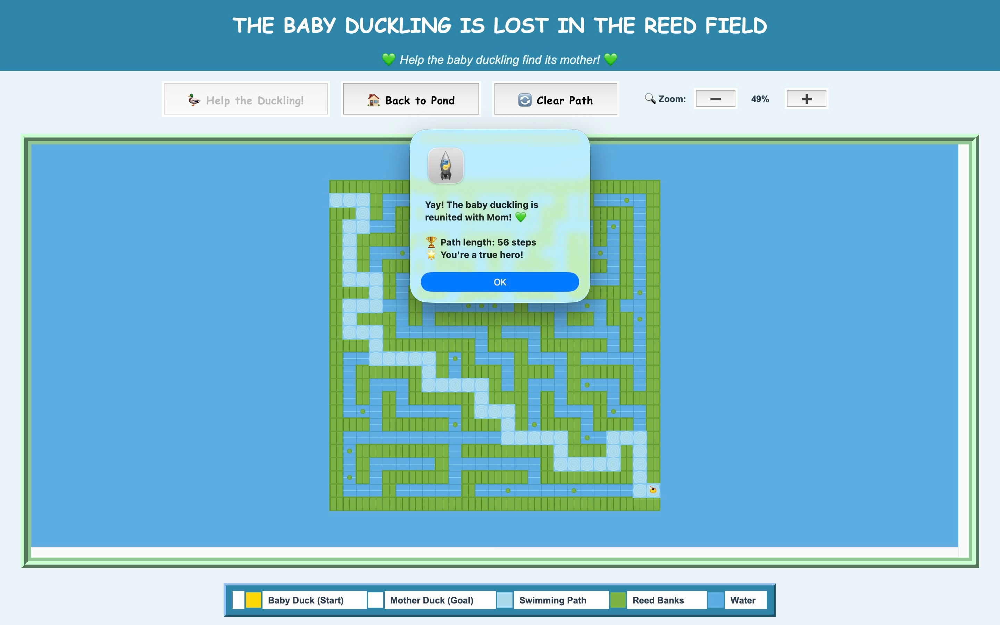 THE BABY DUCKLING IS LOST IN THE REED FIELD
💚 Help the baby duckling find its mother! 💚
🦆 Help the Duckling!
🏠 Back to Pond
🔄 Clear Path
🔍 Zoom:
−
49%
+
Yay! The baby duckling is
reunited with Mom! 💚
🏆 Path length: 56 steps
🌟 You're a true hero!
OK
Baby Duck (Start)
Mother Duck (Goal)
Swimming Path
Reed Banks
Water